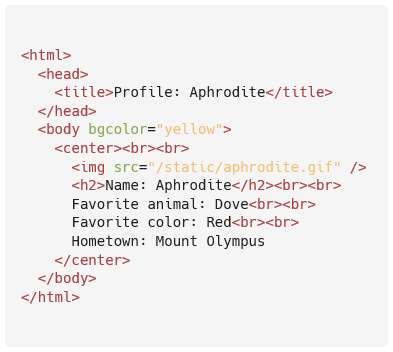 <html>
<head>
<title>Profile: Aphrodite</title>
</head>
<body bgcolor="yellow">
<center><br><br>
<img src="/static/aphrodite.gif" />
<h2>Name: Aphrodite</h2><br><br>
Favorite animal: Dove<br><br>
Favorite color: Red<br><br>
Hometown: Mount Olympus
</center>
</body>
</html>